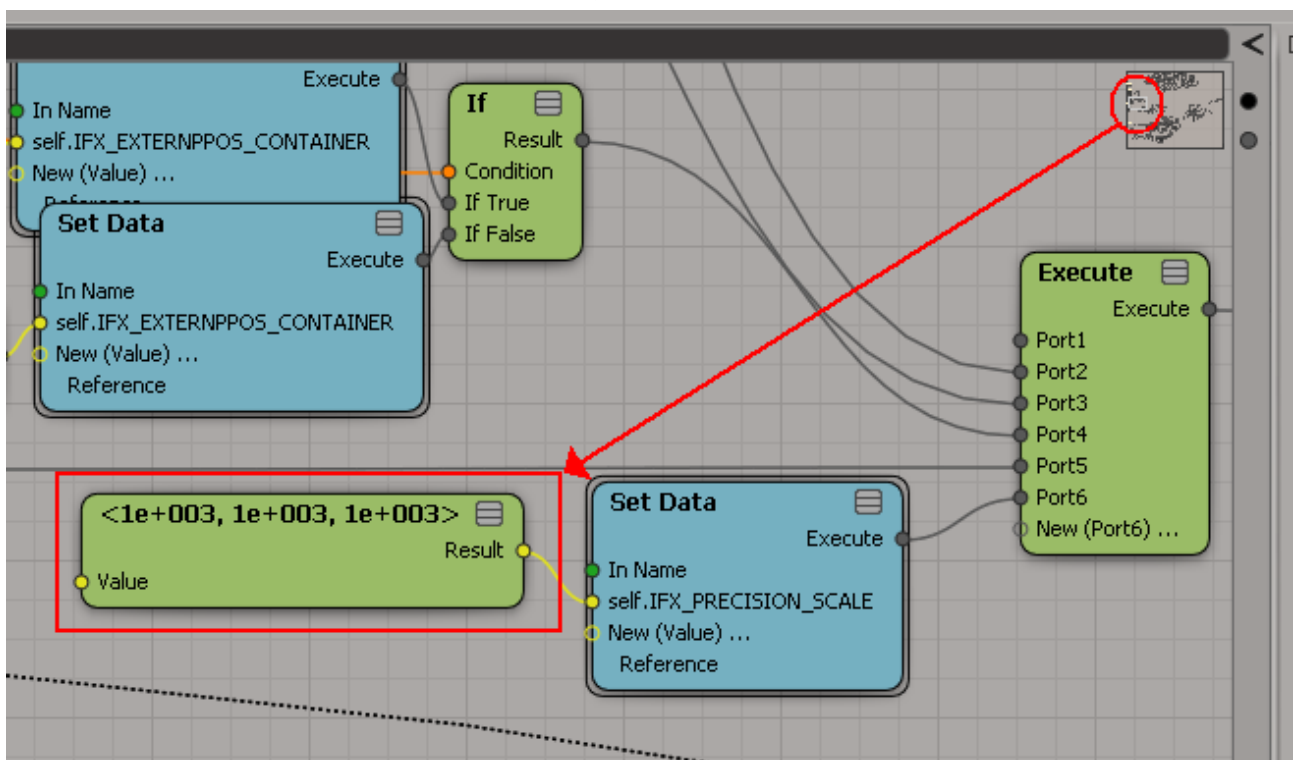 Execute
In Name
self.IFX_EXTERNPPOS_CONTAINER
New (Value) ...
Set Data
Execute
In Name
self.IFX_EXTERNPPOS_CONTAINER
New (Value) ...
Reference
If
Result
Condition
If True
If False
Execute
Execute
Port1
Port2
Port3
Port4
Port5
Port6
New (Port6) ...
<1e+003, 1e+003, 1e+003>
Result
Value
Set Data
Execute
In Name
self.IFX_PRECISION_SCALE
New (Value) ...
Reference